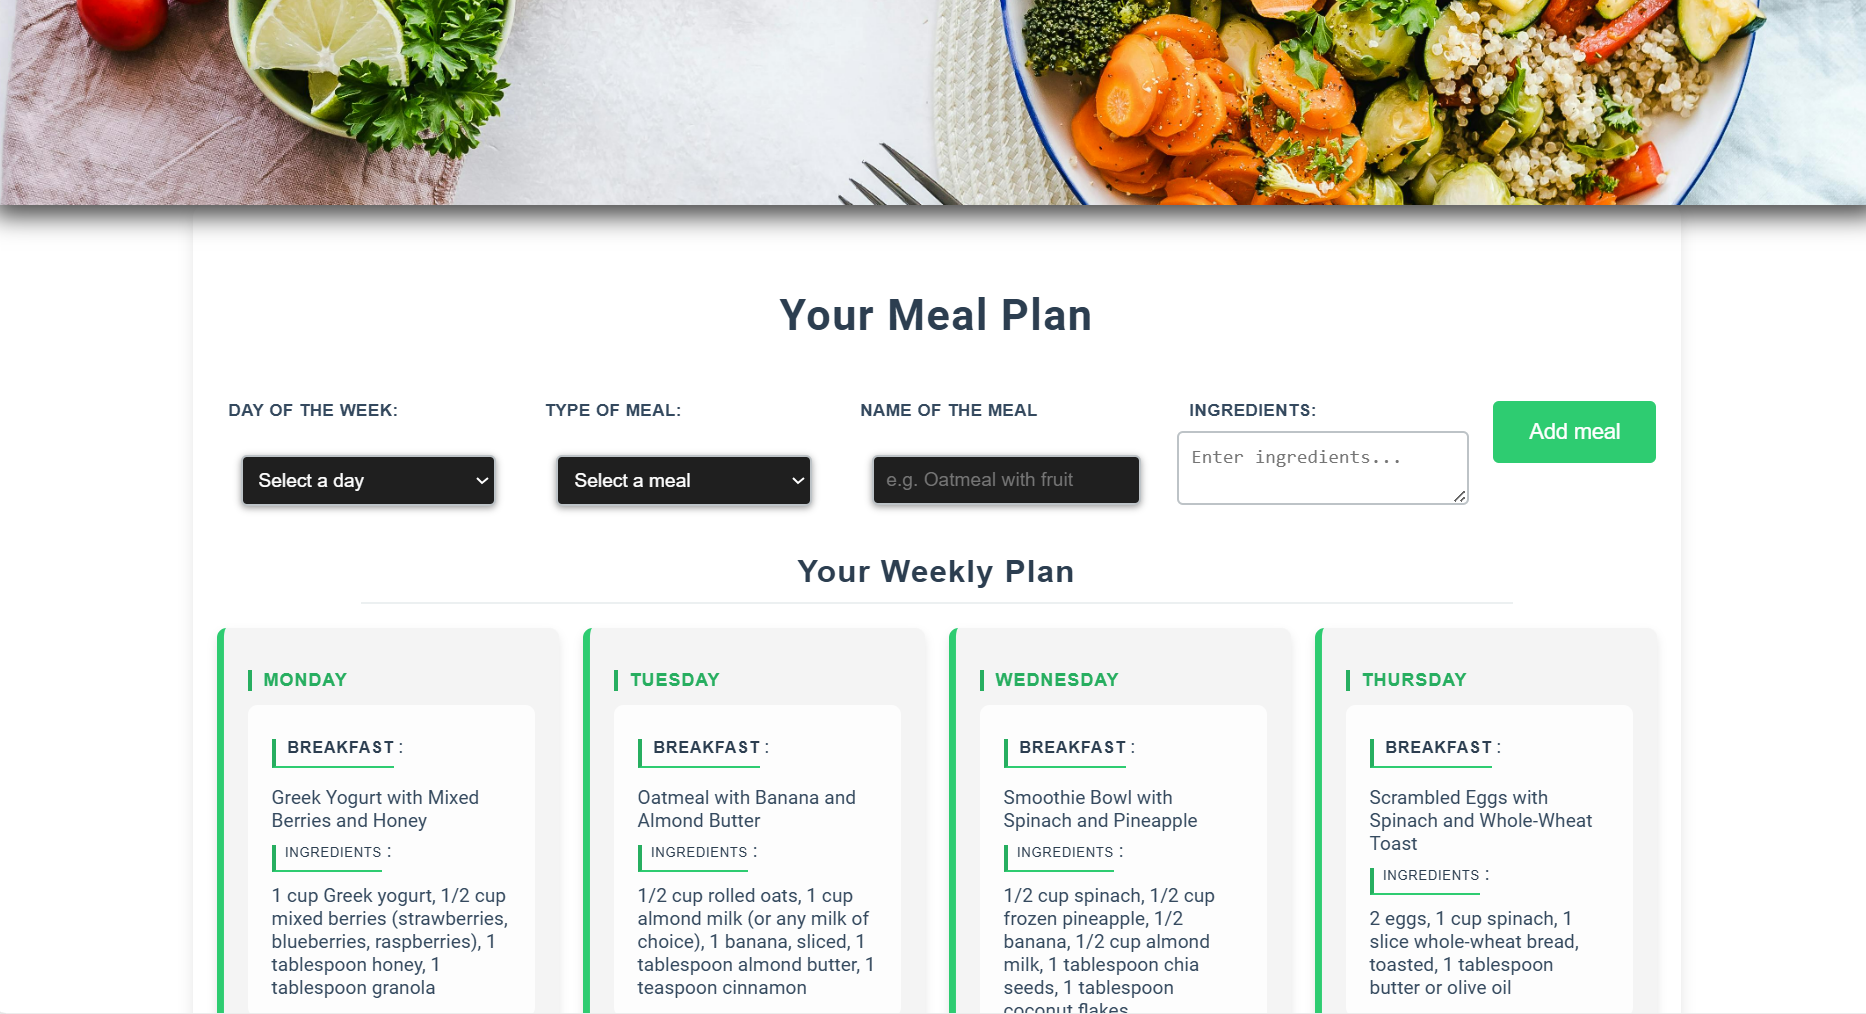 Your Meal Plan
DAY OF THE WEEK:
Select a day
TYPE OF MEAL:
Select a meal
NAME OF THE MEAL
e.g. Oatmeal with fruit
INGREDIENTS:
Enter ingredients...
Add meal
Your Weekly Plan
MONDAY
BREAKFAST :
Greek Yogurt with Mixed
Berries and Honey
INGREDIENTS :
1 cup Greek yogurt, 1/2 cup
mixed berries (strawberries,
blueberries, raspberries), 1
tablespoon honey, 1
tablespoon granola
TUESDAY
BREAKFAST :
Oatmeal with Banana and
Almond Butter
INGREDIENTS :
1/2 cup rolled oats, 1 cup
almond milk (or any milk of
choice), 1 banana, sliced, 1
tablespoon almond butter, 1
teaspoon cinnamon
WEDNESDAY
BREAKFAST :
Smoothie Bowl with
Spinach and Pineapple
INGREDIENTS :
1/2 cup spinach, 1/2 cup
frozen pineapple, 1/2
banana, 1/2 cup almond
milk, 1 tablespoon chia
seeds, 1 tablespoon
coconut flakes
THURSDAY
BREAKFAST :
Scrambled Eggs with
Spinach and Whole-Wheat
Toast
INGREDIENTS :
2 eggs, 1 cup spinach, 1
slice whole-wheat bread,
toasted, 1 tablespoon
butter or olive oil